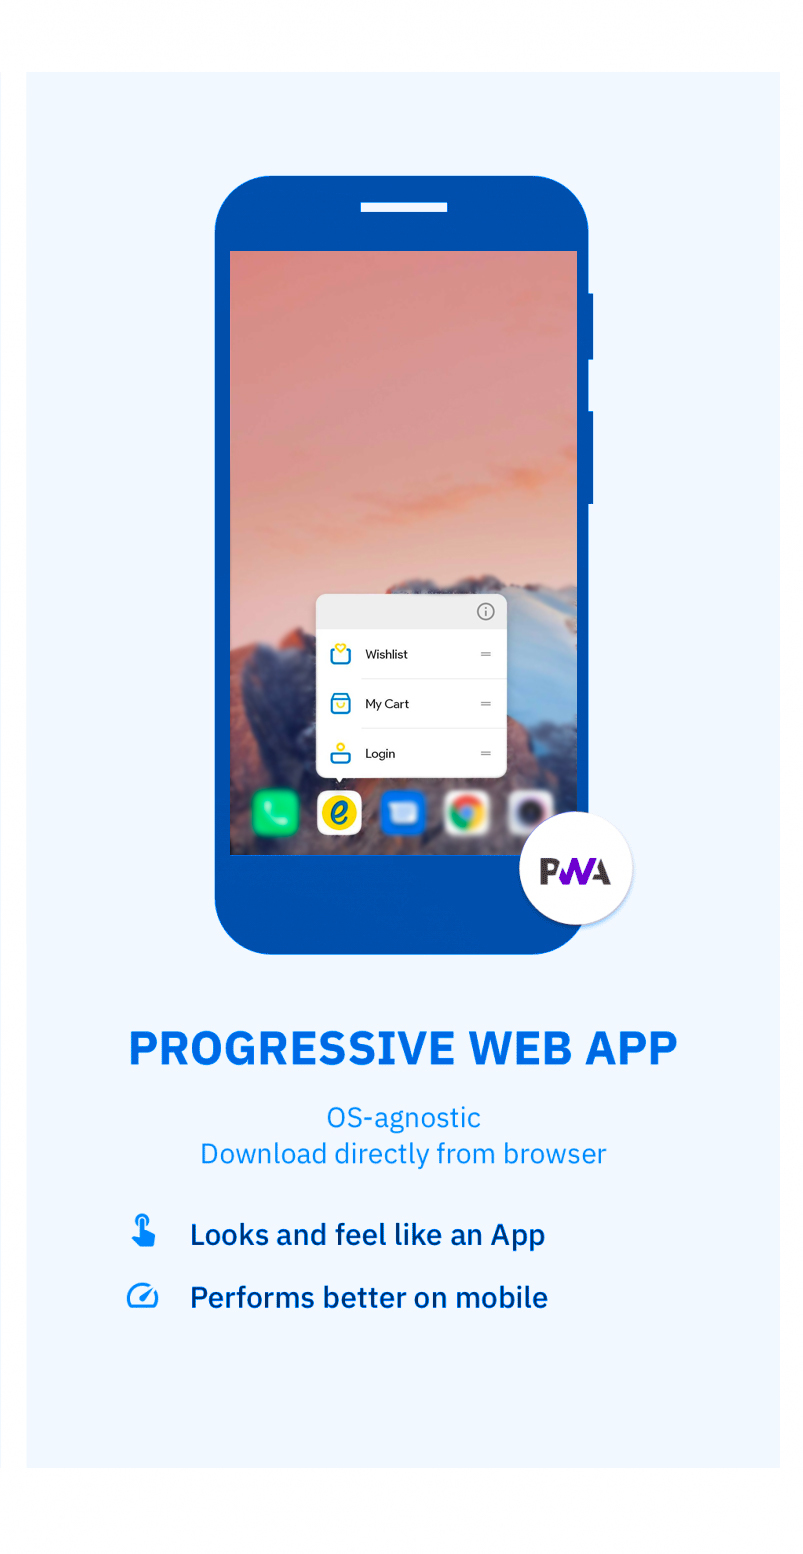 Wishlist
My Cart
Login
e
PWA
PROGRESSIVE WEB APP
OS-agnostic
Download directly from browser
Looks and feel like an App
Performs better on mobile